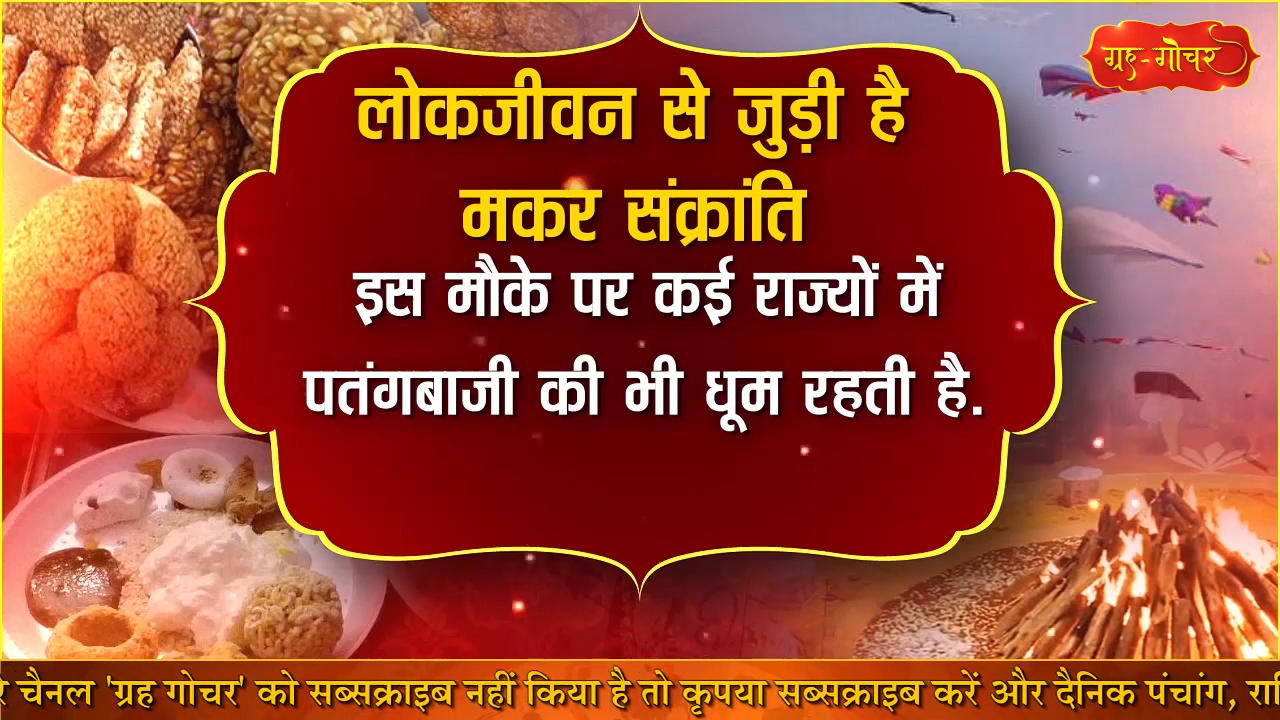 ग्रह-गोचर
लोकजीवन से जुड़ी है
मकर संक्रांति
इस मौके पर कई राज्यों में
पतंगबाजी की भी धूम रहती है.
चैनल 'ग्रह गोचर' को सब्सक्राइब नहीं किया है तो कृपया सब्सक्राइब करें और दैनिक पंचांग,